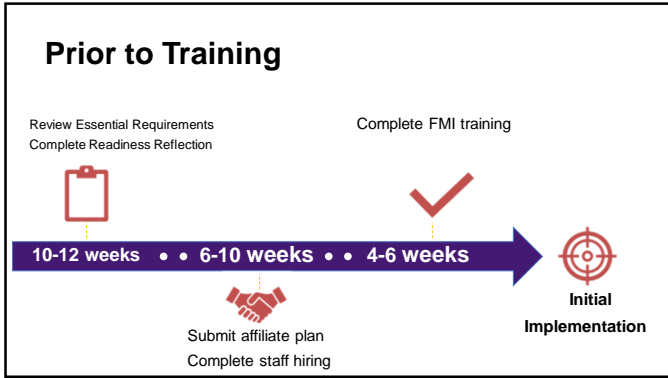 Prior to Training
Review Essential Requirements
Complete Readiness Reflection
Complete FMI training
10-12 weeks • • 6-10 weeks • • 4-6 weeks
Submit affiliate plan
Complete staff hiring
Initial
Implementation